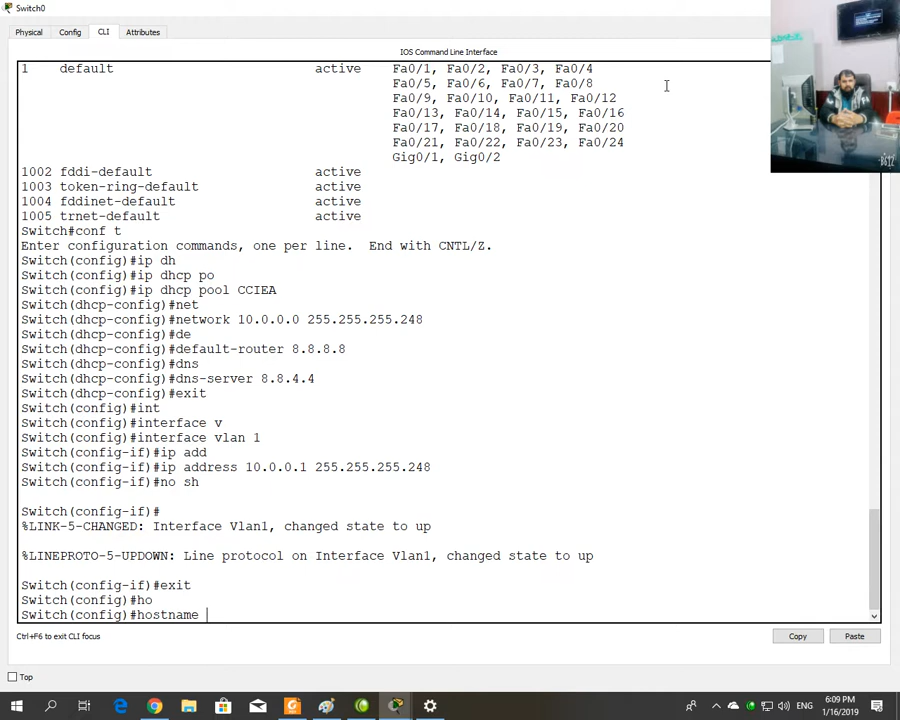 Switch0
Physical Config CLI Attributes
IOS Command Line Interface
1 default active Fa0/1, Fa0/2, Fa0/3, Fa0/4
Fa0/5, Fa0/6, Fa0/7, Fa0/8
Fa0/9, Fa0/10, Fa0/11, Fa0/12
Fa0/13, Fa0/14, Fa0/15, Fa0/16
Fa0/17, Fa0/18, Fa0/19, Fa0/20
Fa0/21, Fa0/22, Fa0/23, Fa0/24
Gig0/1, Gig0/2
1002 fddi-default active
1003 token-ring-default active
1004 fddinet-default active
1005 trnet-default active
Switch#conf t
Enter configuration commands, one per line. End with CNTL/Z.
Switch(config)#ip dh
Switch(config)#ip dhcp po
Switch(config)#ip dhcp pool CCIEA
Switch(dhcp-config)#net
Switch(dhcp-config)#network 10.0.0.0 255.255.255.248
Switch(dhcp-config)#de
Switch(dhcp-config)#default-router 8.8.8.8
Switch(dhcp-config)#dns
Switch(dhcp-config)#dns-server 8.8.4.4
Switch(dhcp-config)#exit
Switch(config)#int
Switch(config)#interface v
Switch(config)#interface vlan 1
Switch(config-if)#ip add
Switch(config-if)#ip address 10.0.0.1 255.255.255.248
Switch(config-if)#no sh
Switch(config-if)#
%LINK-5-CHANGED: Interface Vlan1, changed state to up
%LINEPROTO-5-UPDOWN: Line protocol on Interface Vlan1, changed state to up
Switch(config-if)#exit
Switch(config)#ho
Switch(config)#hostname
Ctrl+F6 to exit CLI focus
Copy Paste
Top
ENG
6:09 PM
1/16/2019